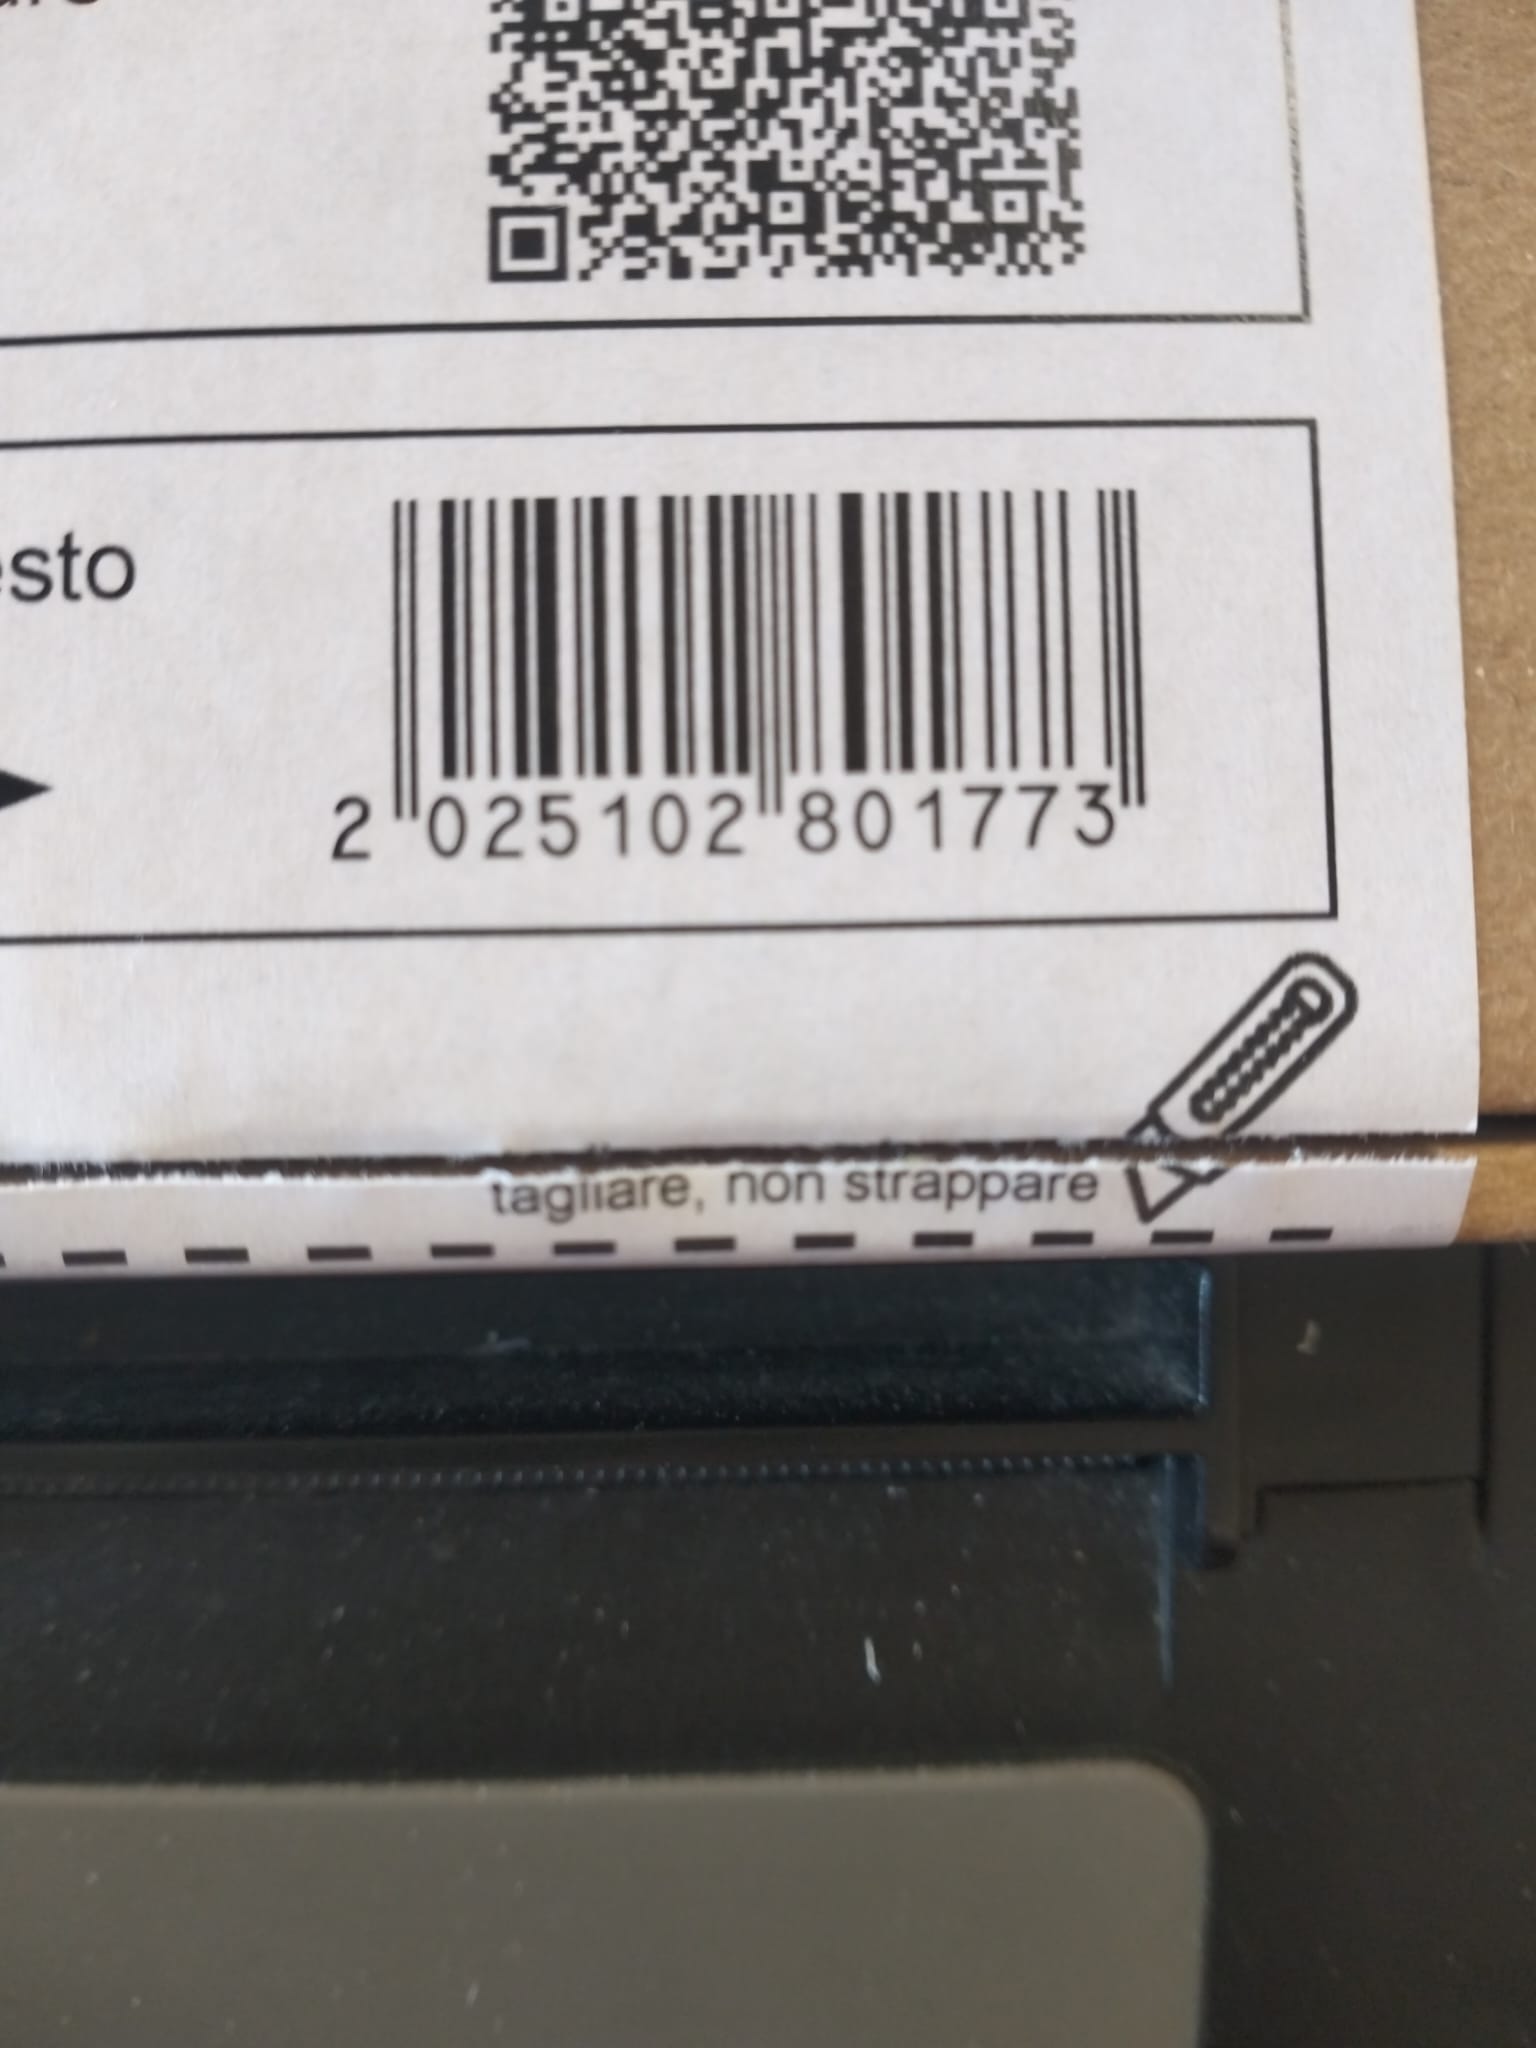 esto
2 025102 801773
tagliare, non strappare